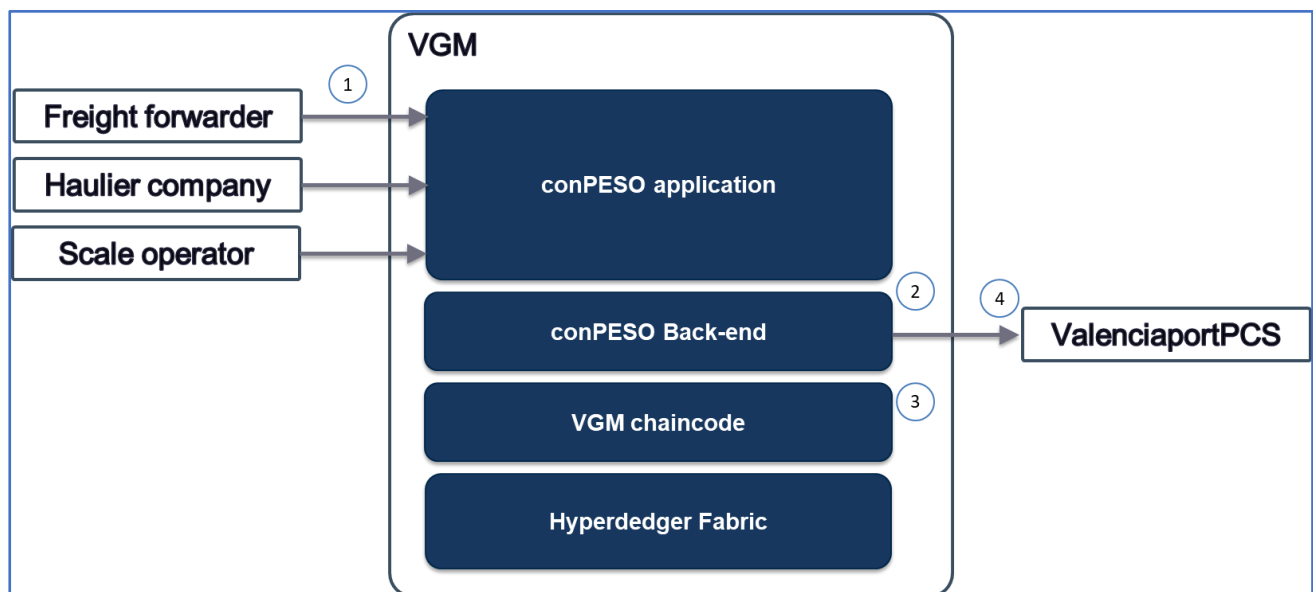 VGM
1
Freight forwarder
Haulier company
Scale operator
conPESO application
2
conPESO Back-end
4
ValenciaportPCS
3
VGM chaincode
Hyperdedger Fabric